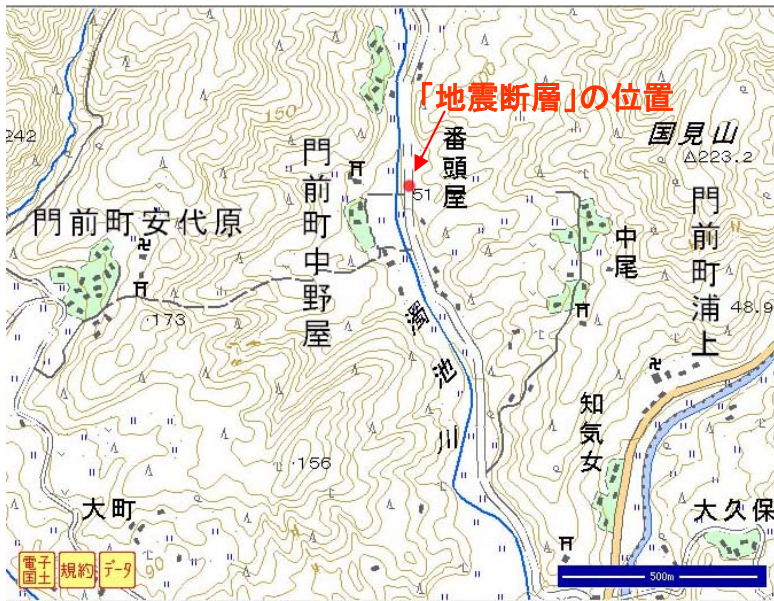 「地震断層」の位置
国見山
△223.2
番頭屋
51
150
100
242
門前町中野屋
門前町安代原
中尾
門前町浦上
48.9
・173
濁池川
知気女
・156
大町
大久保
90
電子国土
規約
データ
500m